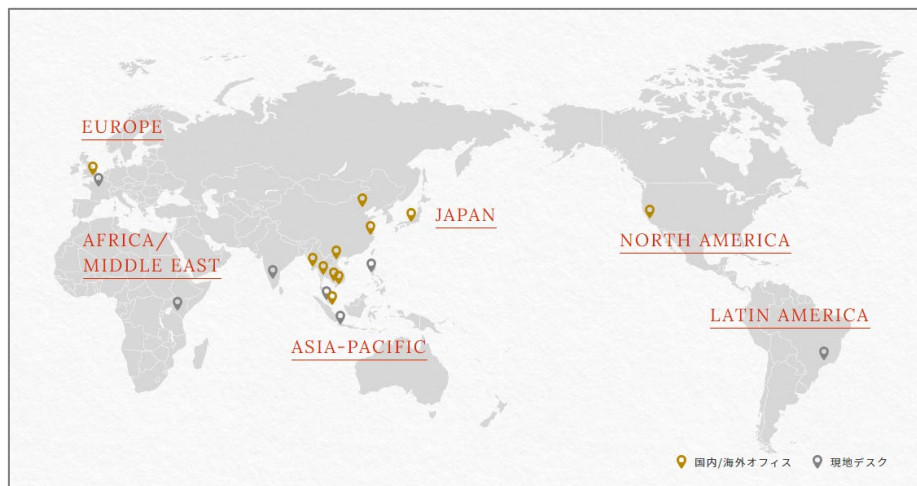 EUROPE
JAPAN
AFRICA/
MIDDLE EAST
NORTH AMERICA
LATIN AMERICA
ASIA-PACIFIC
国内/海外オフィス 現地デスク